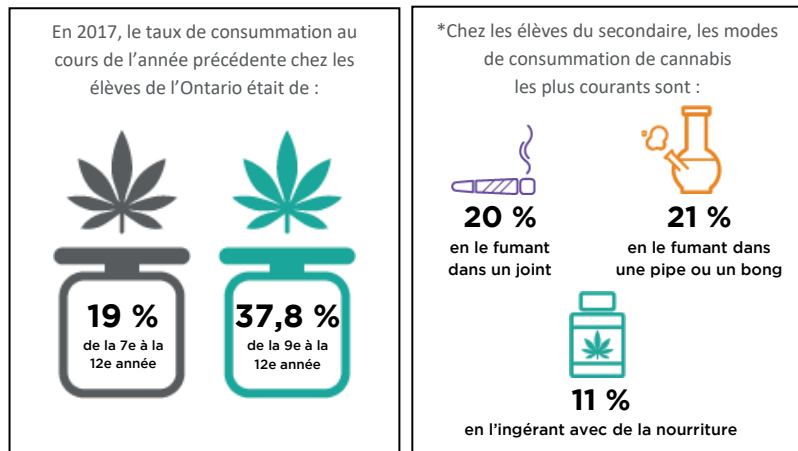 En 2017, le taux de consommation au
cours de l'année précédente chez les
élèves de l'Ontario était de :
19 %
de la 7e à la
12e année
37,8 %
de la 9e à la
12e année
*Chez les élèves du secondaire, les modes
de consommation de cannabis
les plus courants sont :
20 %
en le fumant
dans un joint
21 %
en le fumant dans
une pipe ou un bong
11 %
en l'ingérant avec de la nourriture